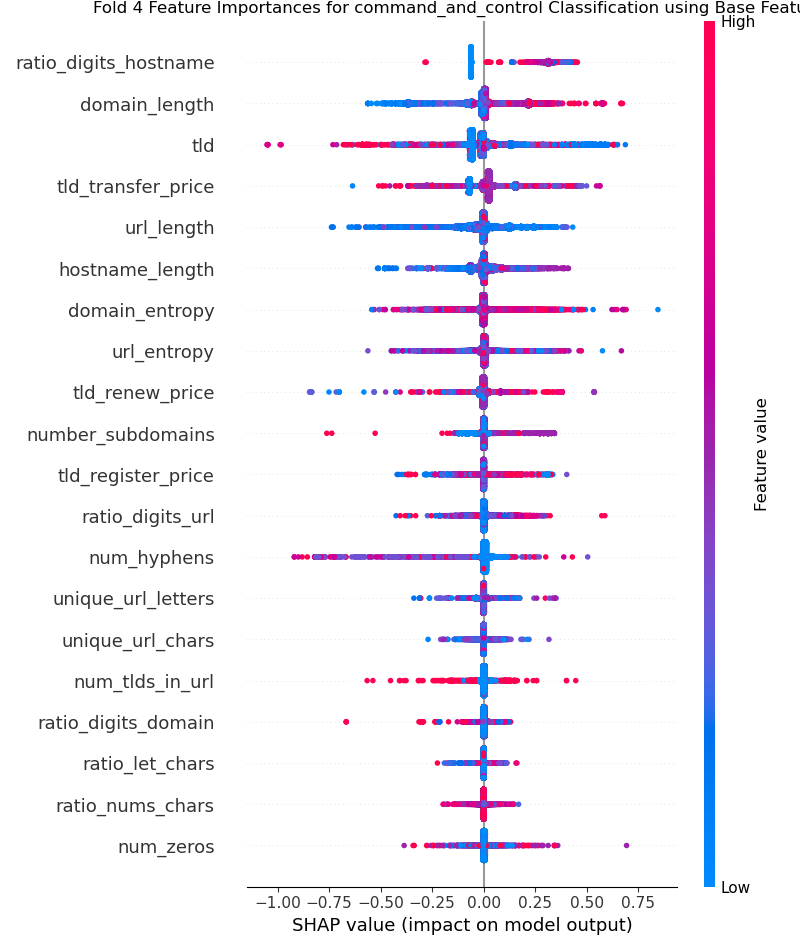 Fold 4 Feature Importances for command_and_control Classification using Base Featu
High
ratio_digits_hostname
domain_length
tld
tld_transfer_price
url_length
hostname_length
domain_entropy
url_entropy
tld_renew_price
number_subdomains
tld_register_price
ratio_digits_url
num_hyphens
unique_url_letters
unique_url_chars
num_tlds_in_url
ratio_digits_domain
ratio_let_chars
ratio_nums_chars
num_zeros
Feature value
Low
−1.00 −0.75 −0.50 −0.25 0.00 0.25 0.50 0.75
SHAP value (impact on model output)